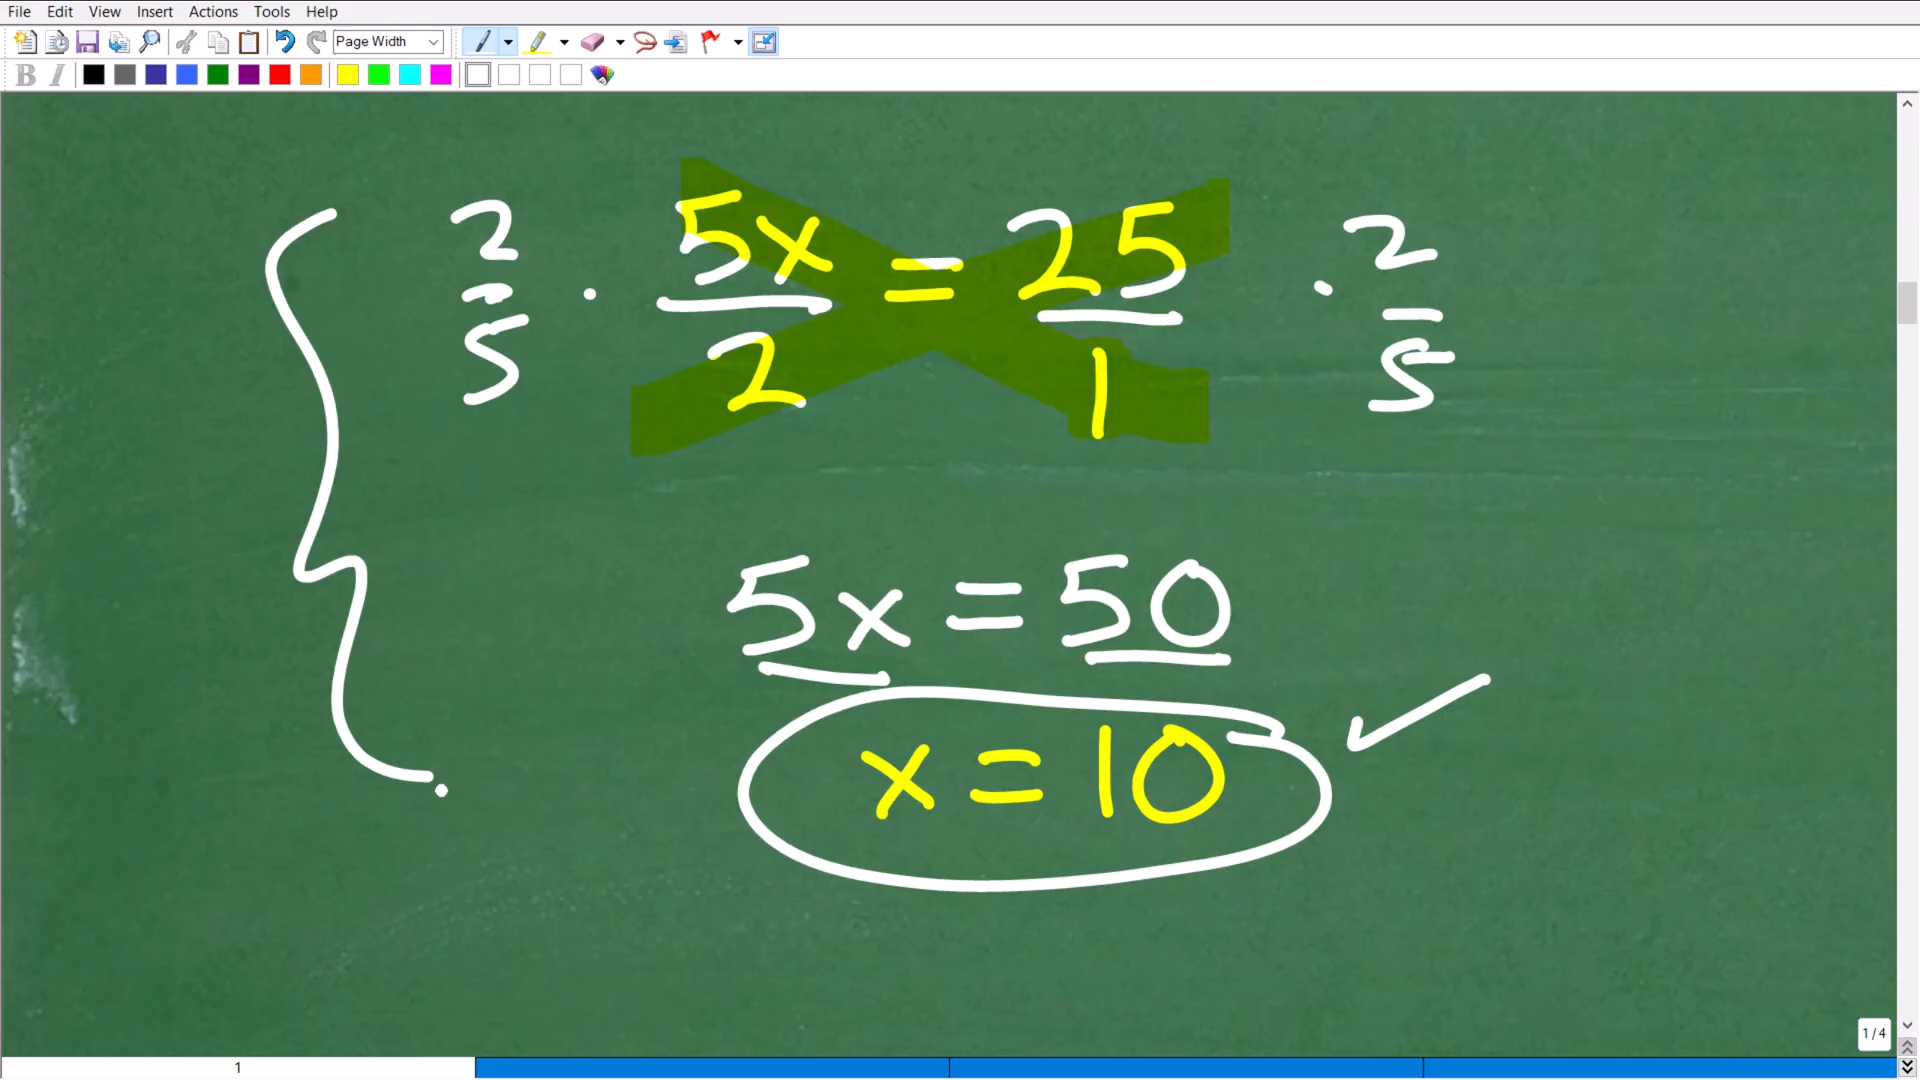 File Edit View Insert Actions Tools Help
Page Width
B I
2/5 · 5x/2 = 25/1 · 2/5
5x = 50
x = 10
1 / 4
1